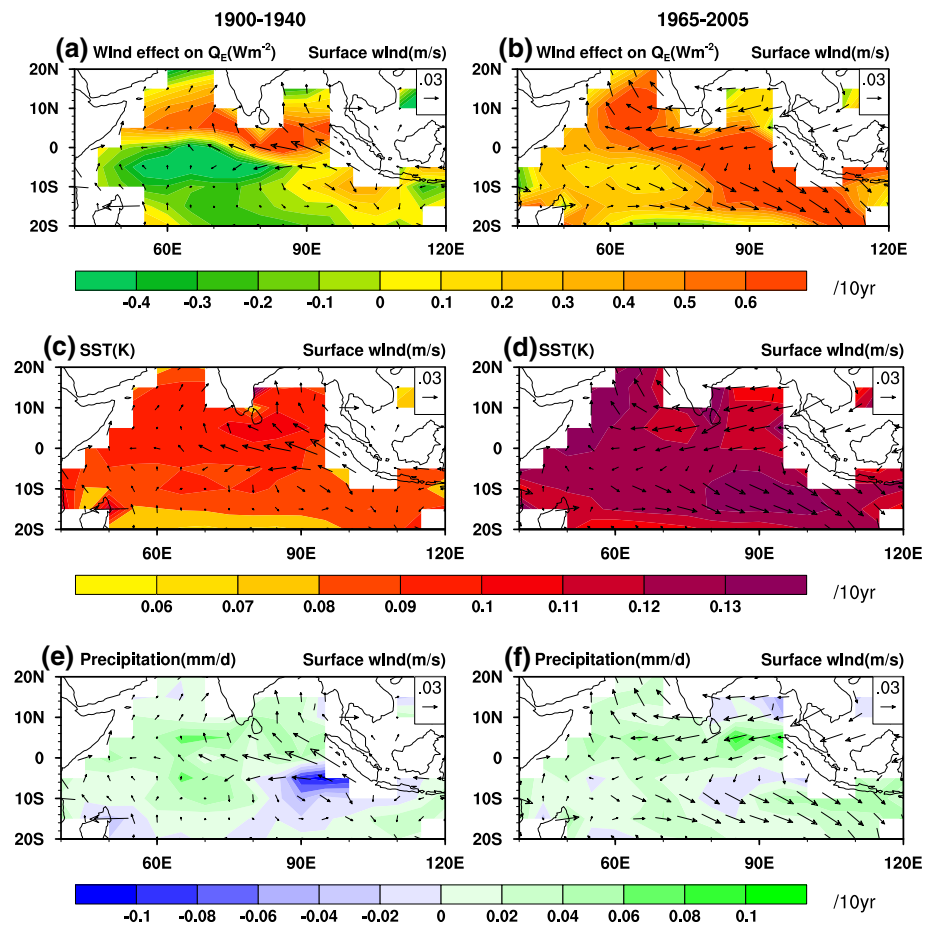 1900-1940 1965-2005
(a) WInd effect on QE(Wm-2) Surface wInd(m/s) (b) WInd effect on QE(Wm-2) Surface wInd(m/s)
20N .03 20N .03
10N 10N
0 0
10S 10S
20S 20S
60E 90E 120E 60E 90E 120E
-0.4 -0.3 -0.2 -0.1 0 0.1 0.2 0.3 0.4 0.5 0.6 /10yr
(c) SST(K) Surface wInd(m/s) (d) SST(K) Surface wInd(m/s)
20N .03 20N .03
10N 10N
0 0
10S 10S
20S 20S
60E 90E 120E 60E 90E 120E
0.06 0.07 0.08 0.09 0.1 0.11 0.12 0.13 /10yr
(e) Precipitation(mm/d) Surface wInd(m/s) (f) Precipitation(mm/d) Surface wInd(m/s)
20N .03 20N .03
10N 10N
0 0
10S 10S
20S 20S
60E 90E 120E 60E 90E 120E
-0.1 -0.08 -0.06 -0.04 -0.02 0 0.02 0.04 0.06 0.08 0.1 /10yr